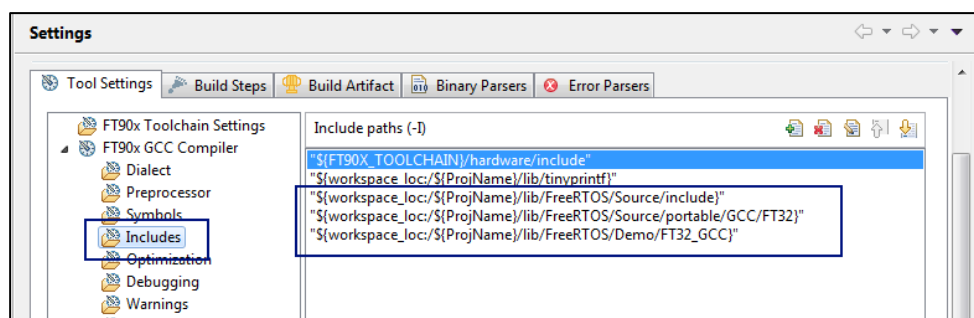 Settings
Tool Settings Build Steps Build Artifact Binary Parsers Error Parsers
FT90x Toolchain Settings
FT90x GCC Compiler
Dialect
Preprocessor
Symbols
Includes
Optimization
Debugging
Warnings
Include paths (-I)
"${FT90X_TOOLCHAIN}/hardware/include"
"${workspace_loc:/${ProjName}/lib/tinyprintf}"
"${workspace_loc:/${ProjName}/lib/FreeRTOS/Source/include}"
"${workspace_loc:/${ProjName}/lib/FreeRTOS/Source/portable/GCC/FT32}"
"${workspace_loc:/${ProjName}/lib/FreeRTOS/Demo/FT32_GCC}"